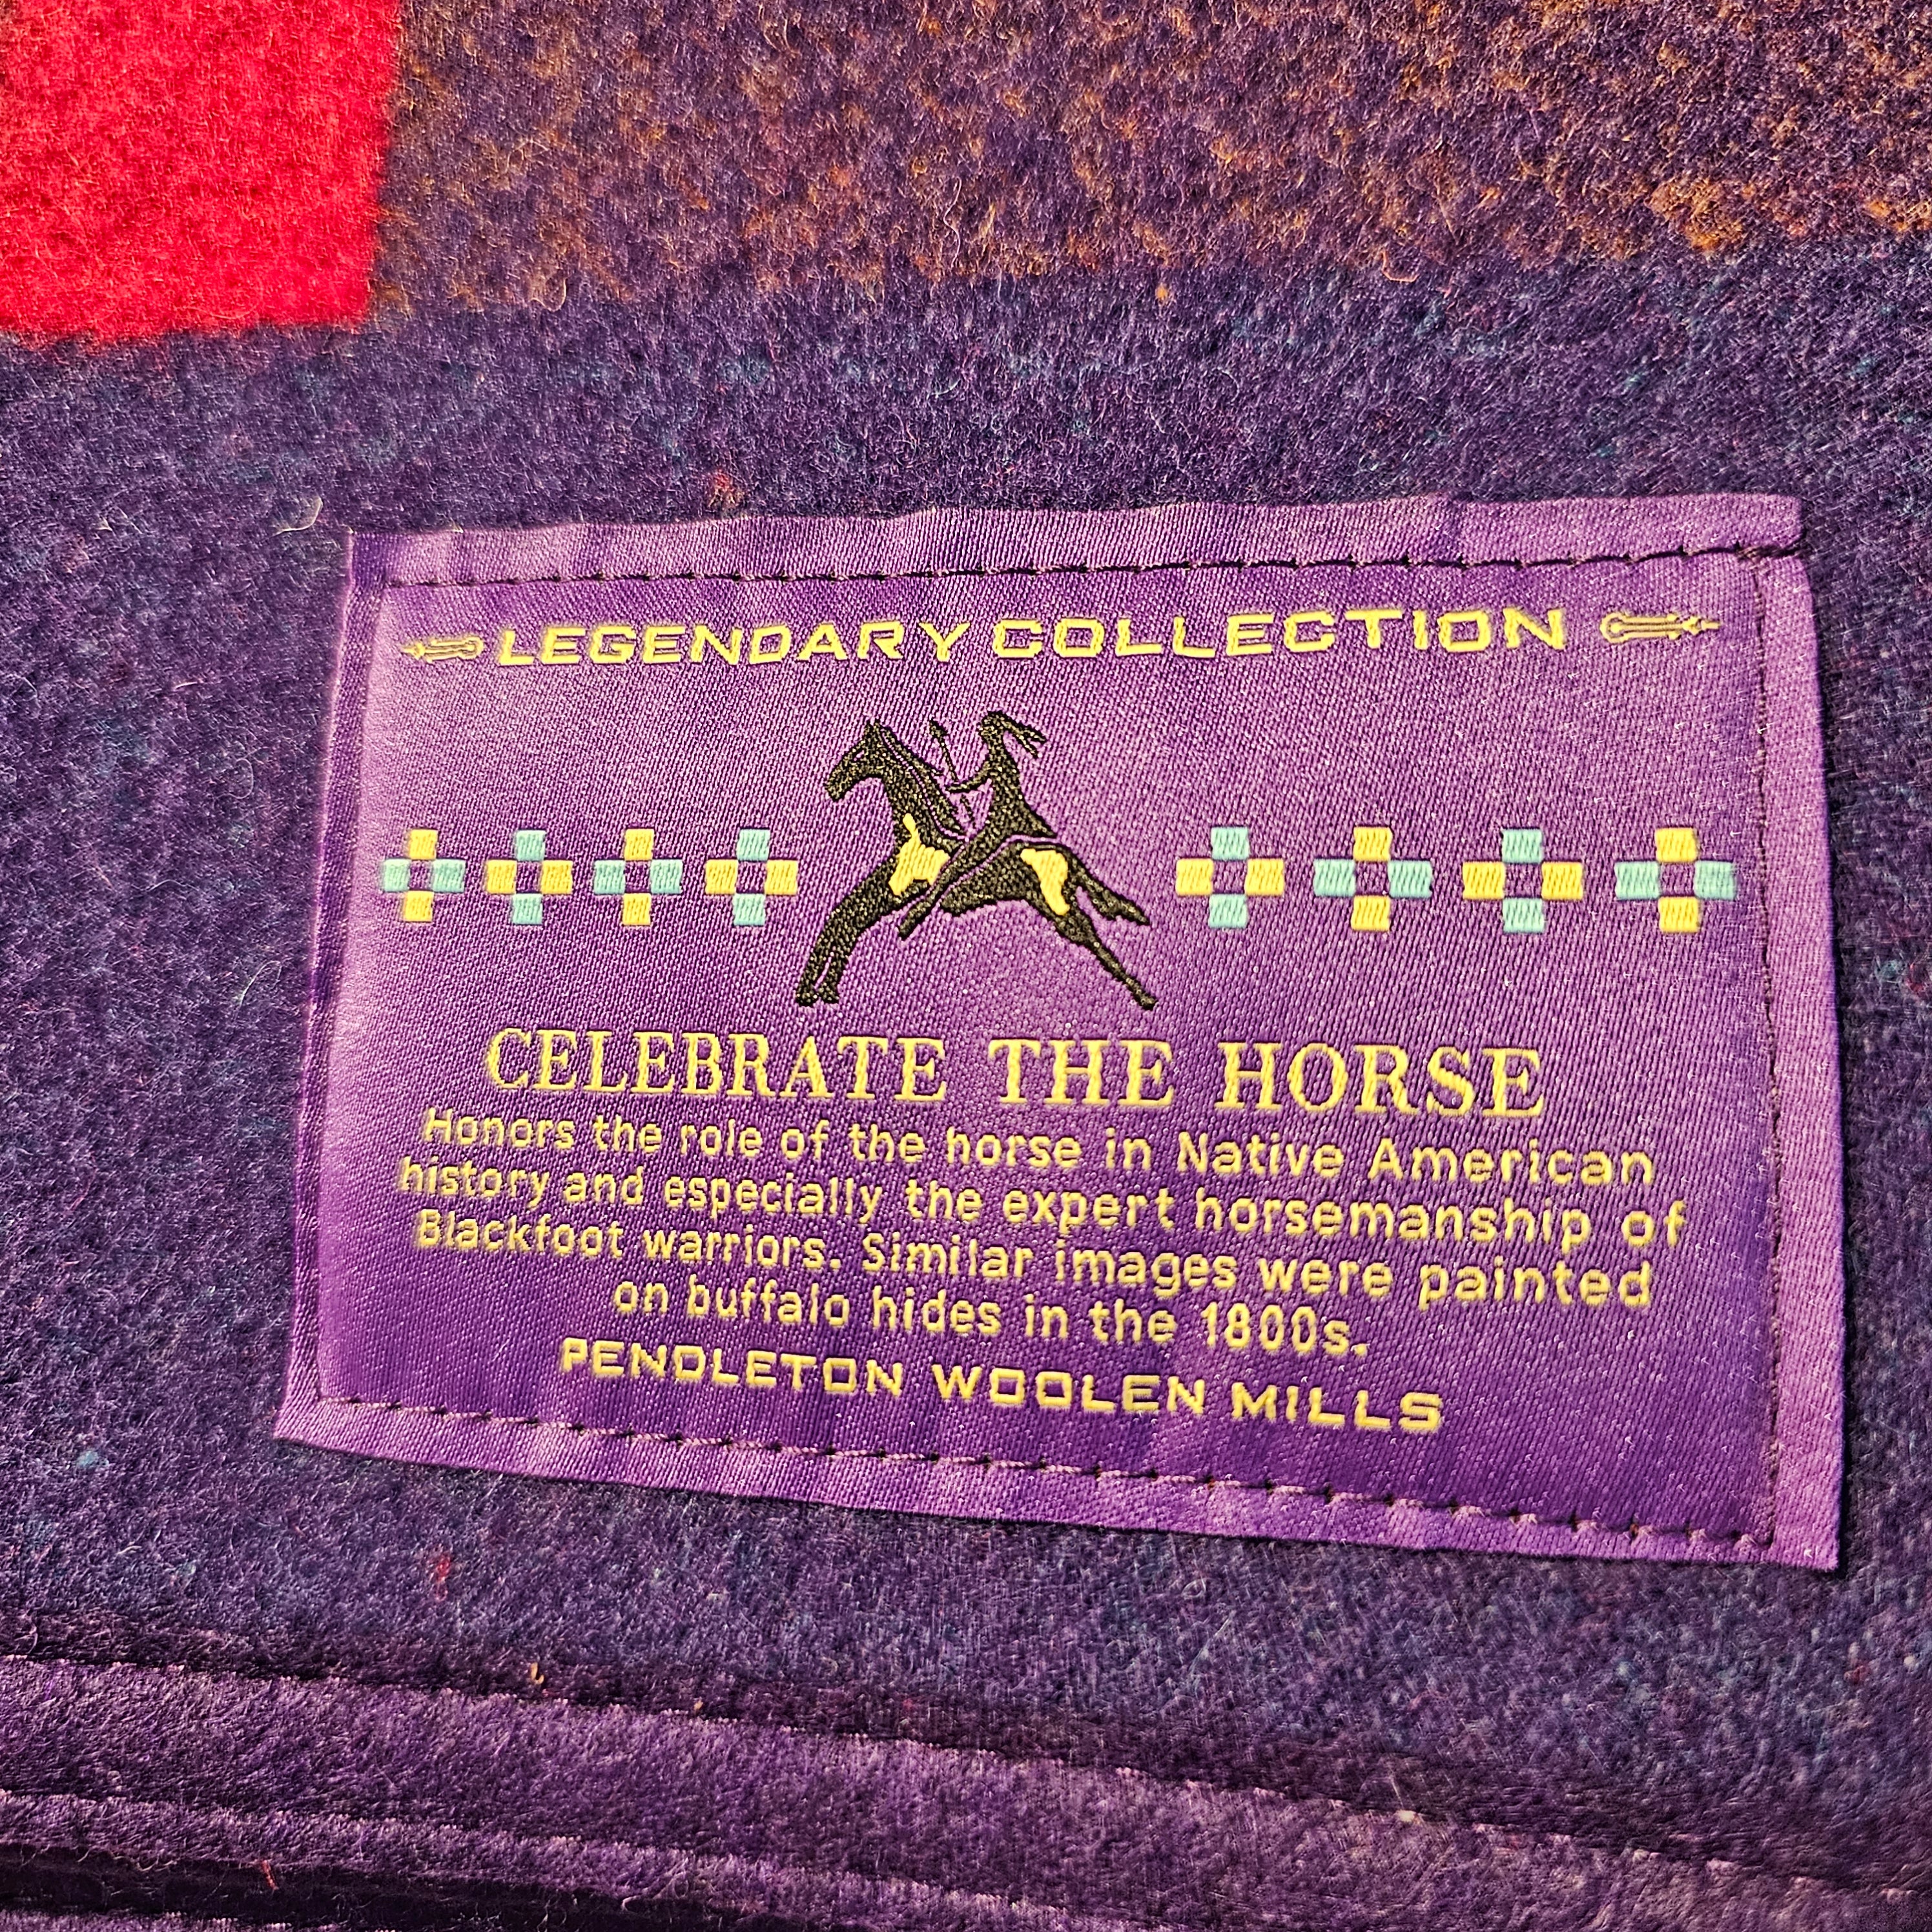 LEGENDARY COLLECTION
CELEBRATE THE HORSE
Honors the role of the horse in Native American
history and especially the expert horsemanship of
Blackfoot warriors. Similar images were painted
on buffalo hides in the 1800s.
PENDLETON WOOLEN MILLS